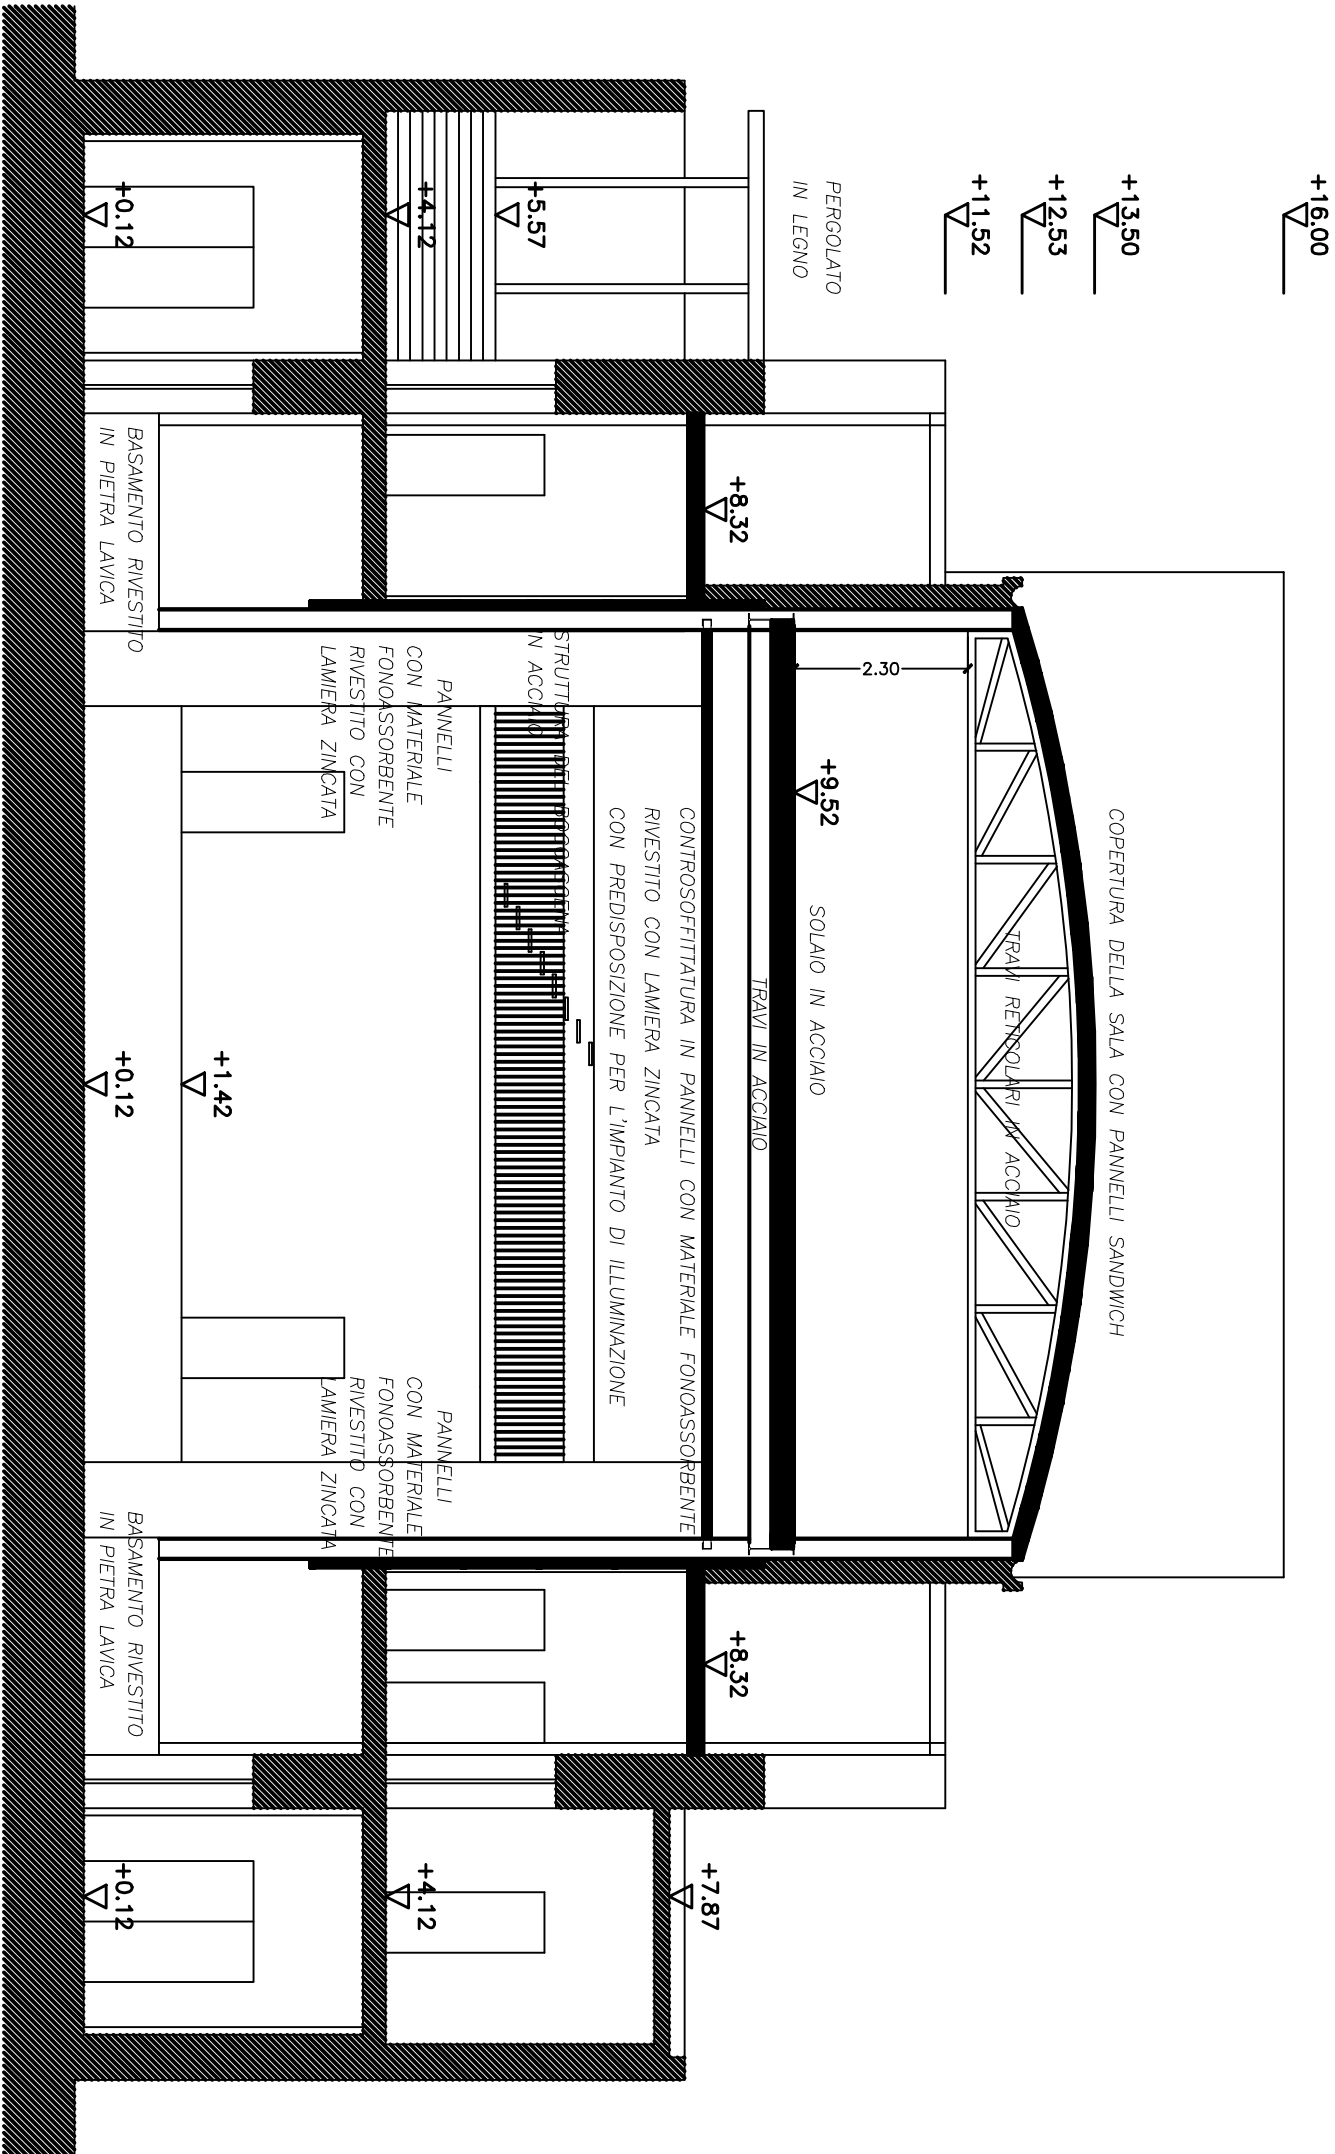 +16.00
+13.50
+12.53
+11.52
PERGOLATO
IN LEGNO
COPERTURA DELLA SALA CON PANNELLI SANDWICH
TRAVI RETICOLARI IN ACCIAIO
2.30
+9.52
SOLAIO IN ACCIAIO
TRAVI IN ACCIAIO
+8.32
+8.32
+7.87
CONTROSOFFITTATURA IN PANNELLI CON MATERIALE FONOASSORBENTE
RIVESTITO CON LAMIERA ZINCATA
CON PREDISPOSIZIONE PER L'IMPIANTO DI ILLUMINAZIONE
STRUTTURA DEL BOCCASCENA
IN ACCIAIO
+5.57
+4.12
+4.12
PANNELLI
CON MATERIALE
FONOASSORBENTE
RIVESTITO CON
LAMIERA ZINCATA
PANNELLI
CON MATERIALE
FONOASSORBENTE
RIVESTITO CON
LAMIERA ZINCATA
+1.42
BASAMENTO RIVESTITO
IN PIETRA LAVICA
BASAMENTO RIVESTITO
IN PIETRA LAVICA
+0.12
+0.12
+0.12